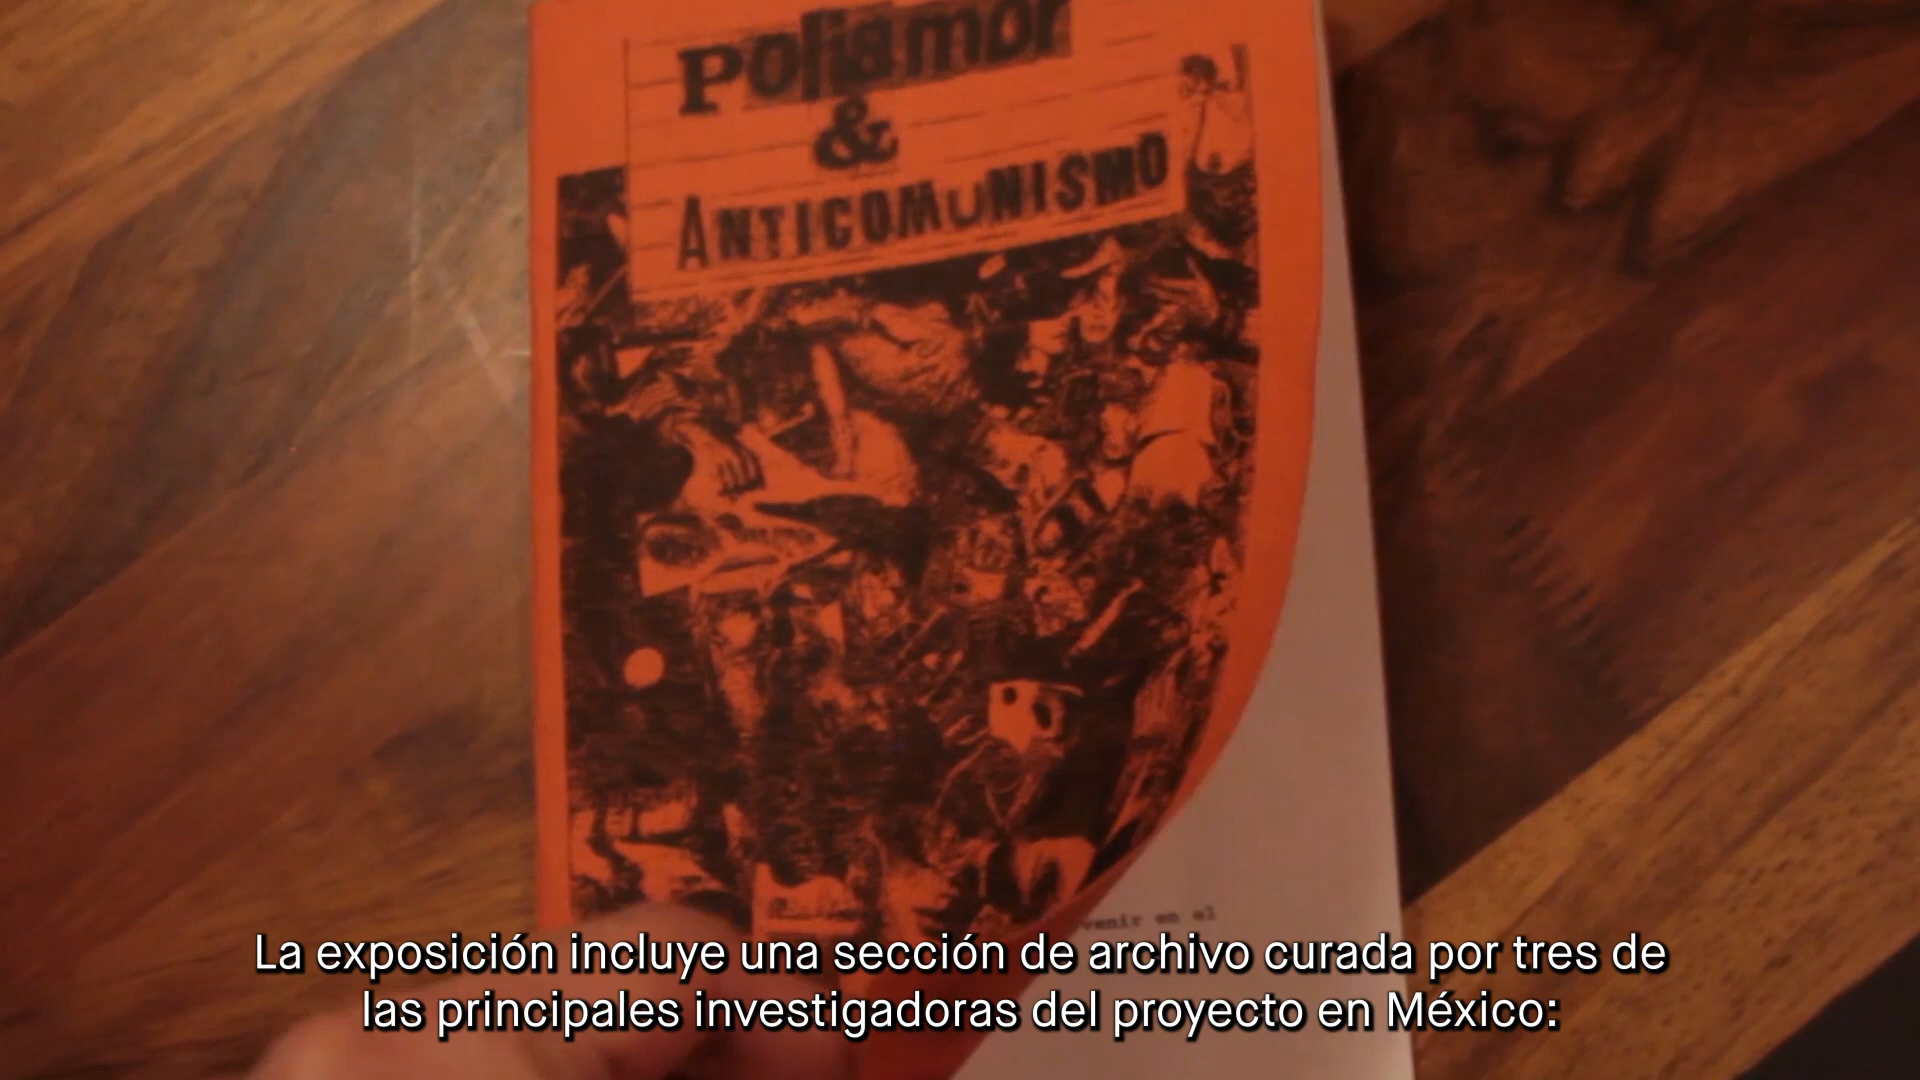 Poliamor
&
ANTICOMuNISMO
venir en el
La exposición incluye una sección de archivo curada por tres de
las principales investigadoras del proyecto en México: